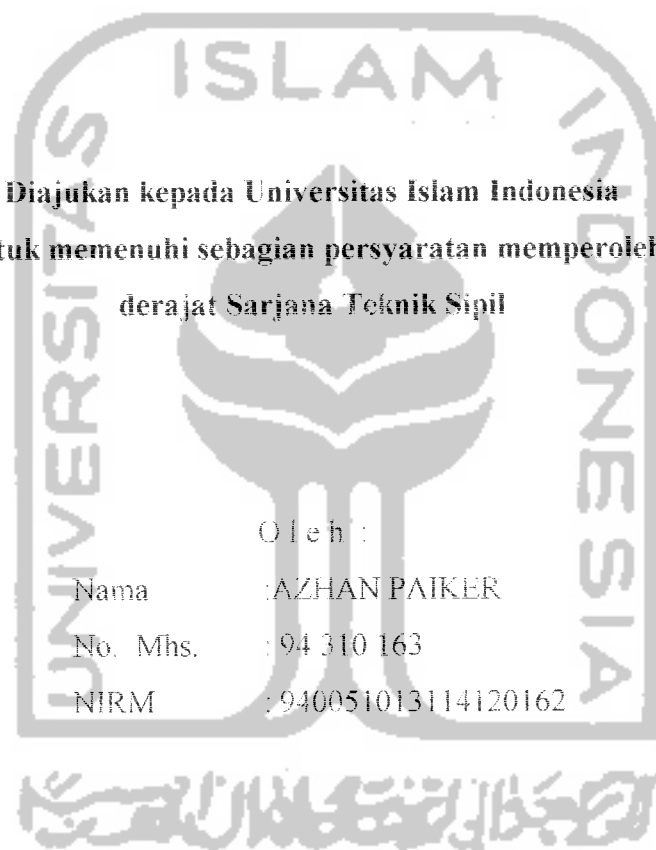 UNIVERSITAS ISLAM INDONESIA
Diajukan kepada Universitas Islam Indonesia
tuk memenuhi sebagian persyaratan memperoleh
derajat Sarjana Teknik Sipil
O l e h :
Nama :AZHAN PAIKER
No. Mhs. : 94 310 163
NIRM : 940051013114120162